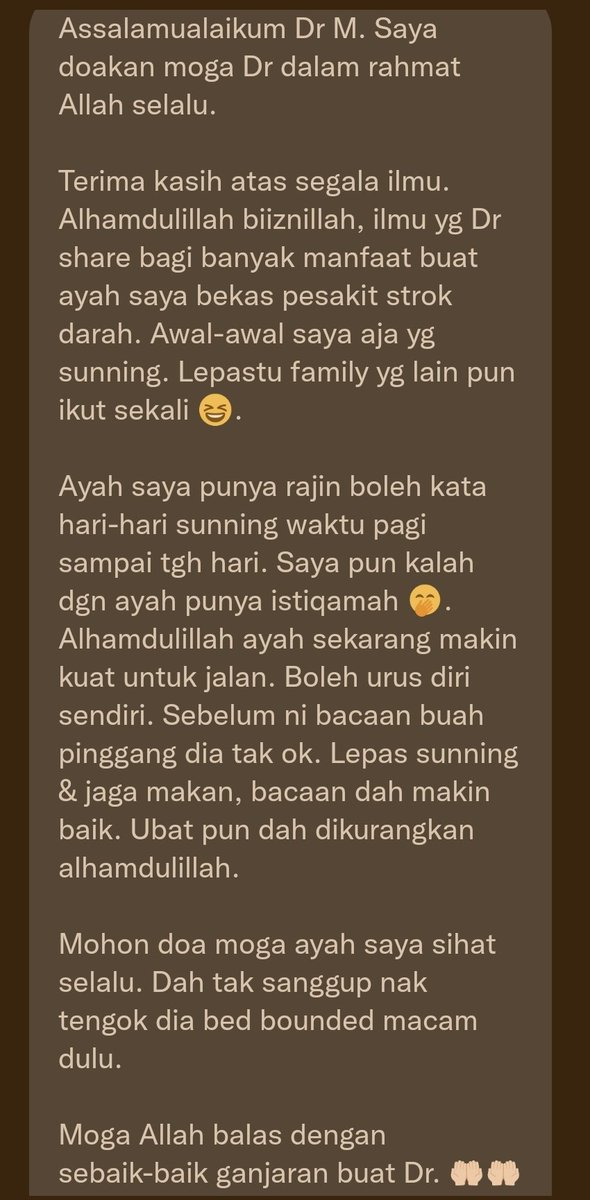 Assalamualaikum Dr M. Saya
doakan moga Dr dalam rahmat
Allah selalu.
Terima kasih atas segala ilmu.
Alhamdulillah biiznillah, ilmu yg Dr
share bagi banyak manfaat buat
ayah saya bekas pesakit strok
darah. Awal-awal saya aja yg
sunning. Lepastu family yg lain pun
ikut sekali 😆.
Ayah saya punya rajin boleh kata
hari-hari sunning waktu pagi
sampai tgh hari. Saya pun kalah
dgn ayah punya istiqamah 🤭.
Alhamdulillah ayah sekarang makin
kuat untuk jalan. Boleh urus diri
sendiri. Sebelum ni bacaan buah
pinggang dia tak ok. Lepas sunning
& jaga makan, bacaan dah makin
baik. Ubat pun dah dikurangkan
alhamdulillah.
Mohon doa moga ayah saya sihat
selalu. Dah tak sanggup nak
tengok dia bed bounded macam
dulu.
Moga Allah balas dengan
sebaik-baik ganjaran buat Dr. 🤲🏻🤲🏻